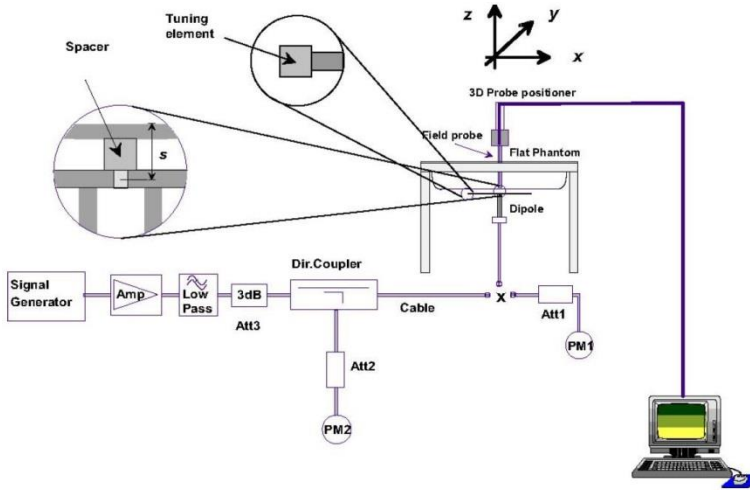 Tuning
element
Spacer
s
z
y
x
3D Probe positioner
Field probe
Flat Phantom
Dipole
Signal
Generator
Amp
Low
Pass
3dB
Att3
Dir.Coupler
Cable
x
Att1
PM1
Att2
PM2